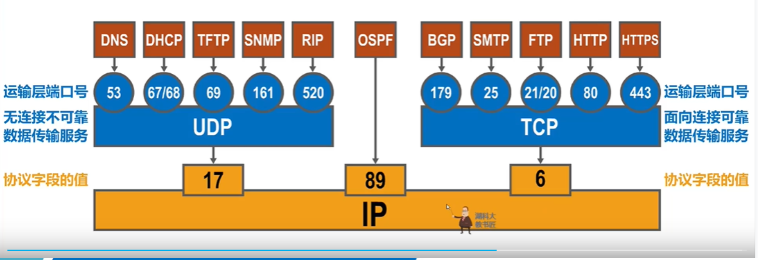 DNS DHCP TFTP SNMP RIP OSPF BGP SMTP FTP HTTP HTTPS
运输层端口号 53 67/68 69 161 520 179 25 21/20 80 443 运输层端口号
无连接不可靠
数据传输服务
UDP
TCP
面向连接可靠
数据传输服务
协议字段的值 17 89 6 协议字段的值
IP
湖科大
教书匠